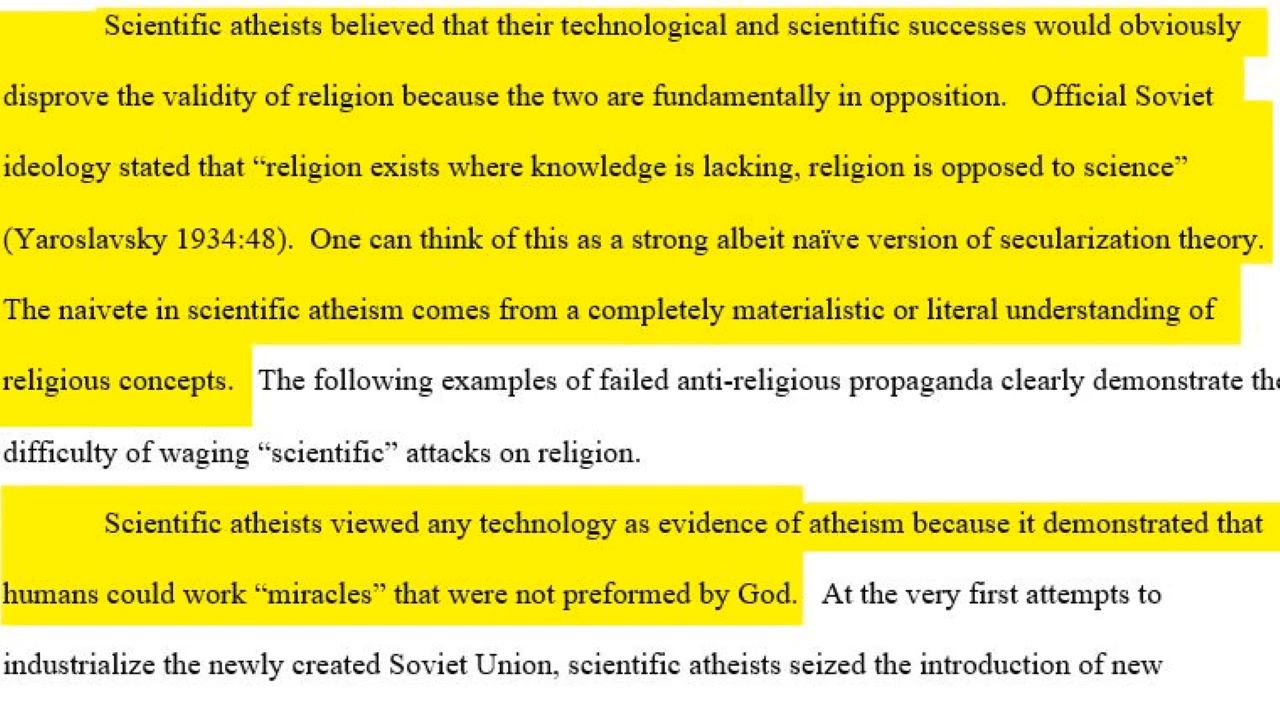 Scientific atheists believed that their technological and scientific successes would obviously
disprove the validity of religion because the two are fundamentally in opposition. Official Soviet
ideology stated that “religion exists where knowledge is lacking, religion is opposed to science”
(Yaroslavsky 1934:48). One can think of this as a strong albeit naïve version of secularization theory.
The naivete in scientific atheism comes from a completely materialistic or literal understanding of
religious concepts. The following examples of failed anti-religious propaganda clearly demonstrate the
difficulty of waging “scientific” attacks on religion.
Scientific atheists viewed any technology as evidence of atheism because it demonstrated that
humans could work “miracles” that were not preformed by God. At the very first attempts to
industrialize the newly created Soviet Union, scientific atheists seized the introduction of new